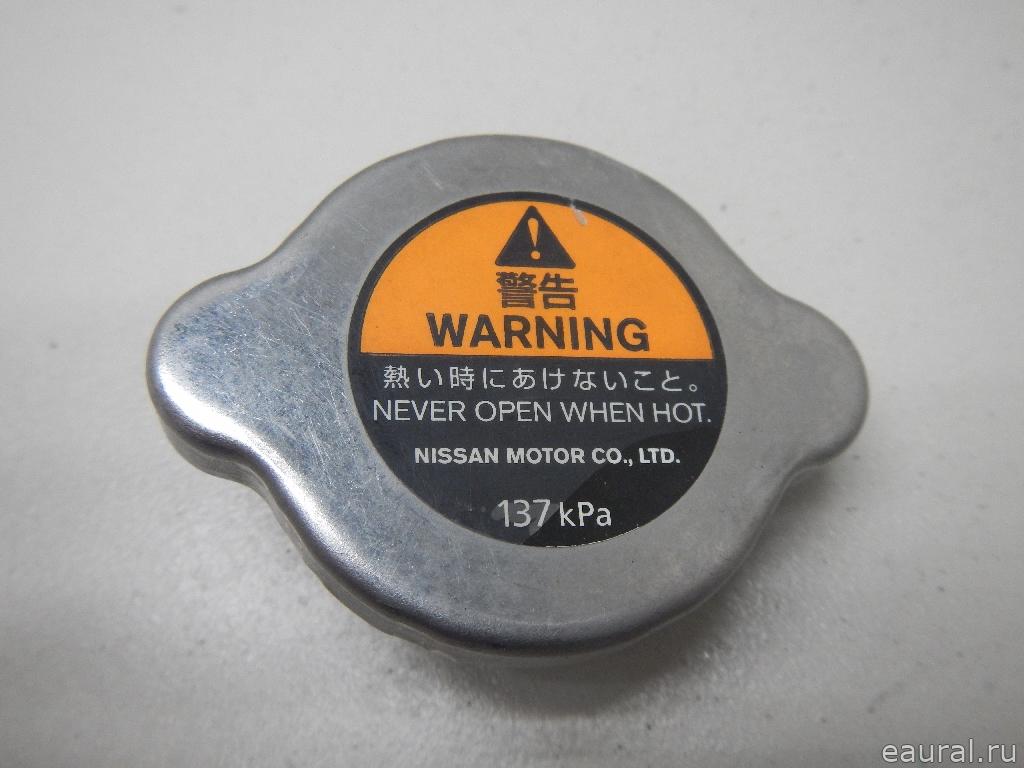 警告
WARNING
熱い時にあけないこと。
NEVER OPEN WHEN HOT.
NISSAN MOTOR CO., LTD.
137 kPa
eaural.ru